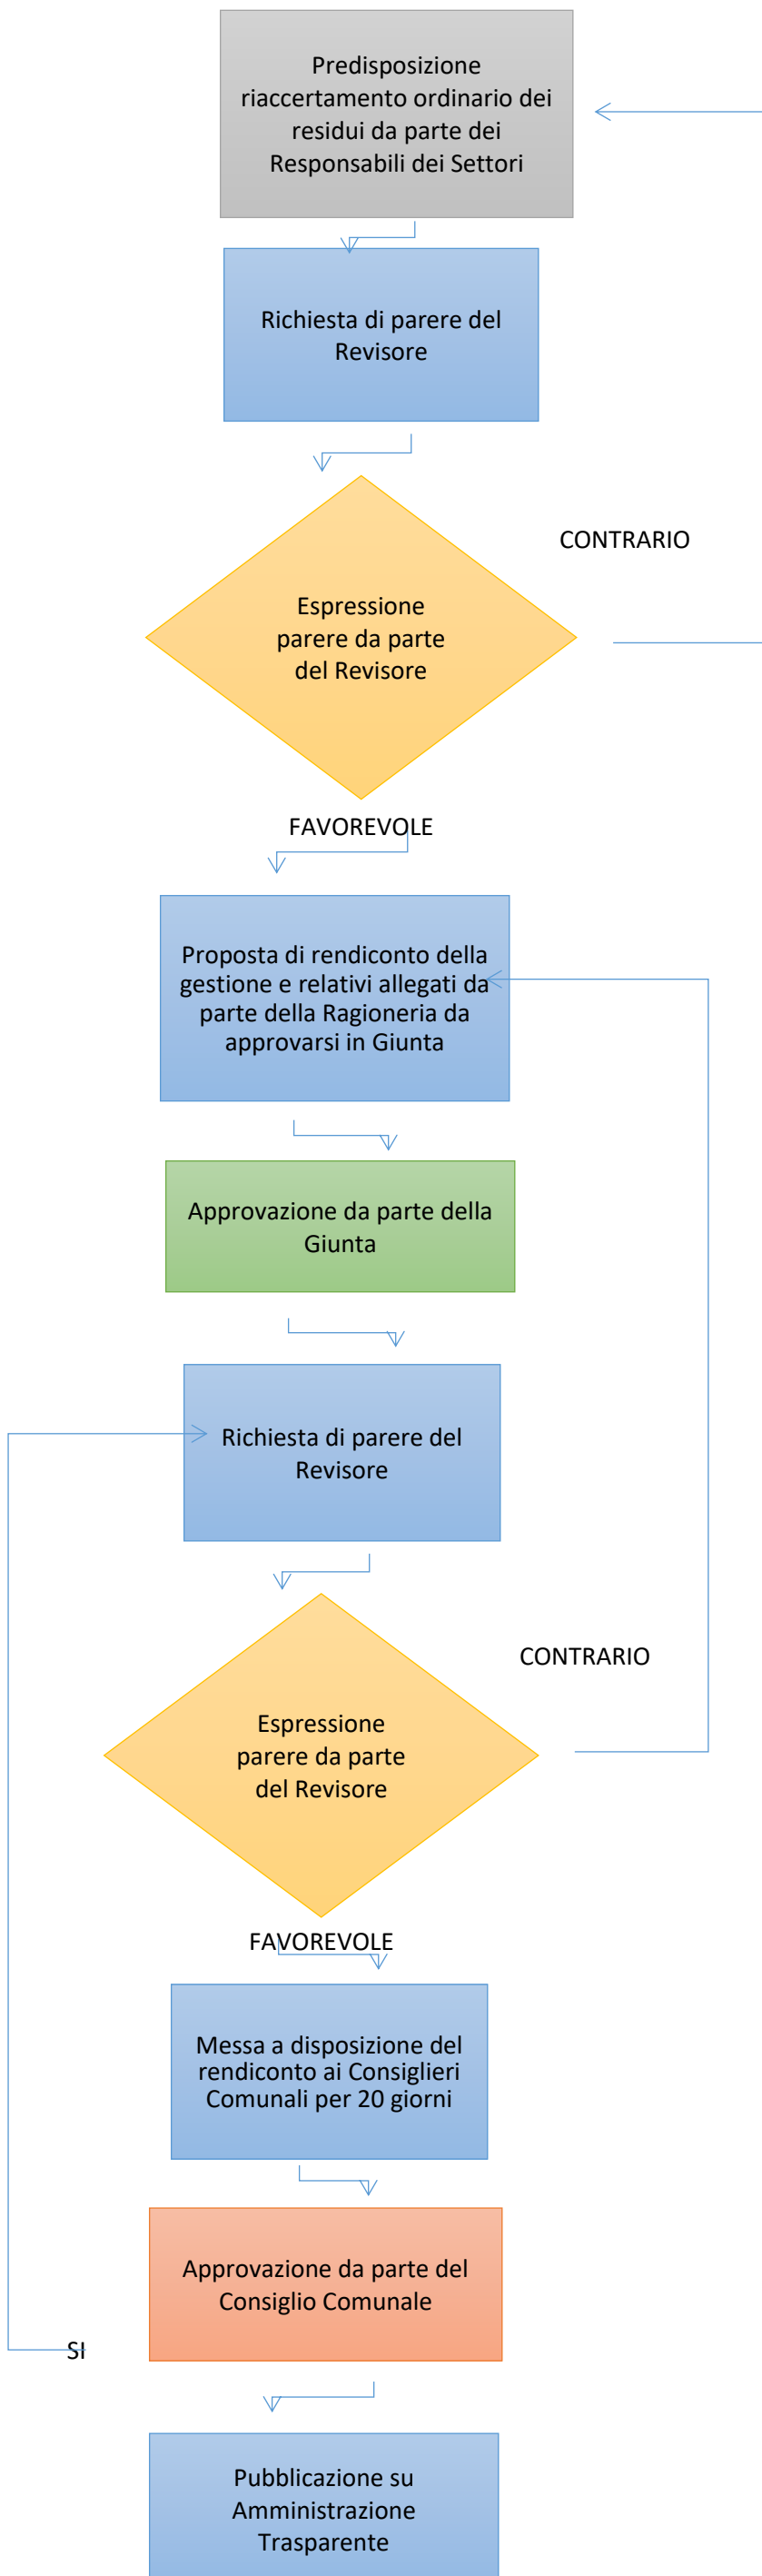 Predisposizione
riaccertamento ordinario dei
residui da parte dei
Responsabili dei Settori
Richiesta di parere del
Revisore
CONTRARIO
Espressione
parere da parte
del Revisore
FAVOREVOLE
Proposta di rendiconto della
gestione e relativi allegati da
parte della Ragioneria da
approvarsi in Giunta
Approvazione da parte della
Giunta
Richiesta di parere del
Revisore
CONTRARIO
Espressione
parere da parte
del Revisore
FAVOREVOLE
Messa a disposizione del
rendiconto ai Consiglieri
Comunali per 20 giorni
Approvazione da parte del
Consiglio Comunale
SI
Pubblicazione su
Amministrazione
Trasparente